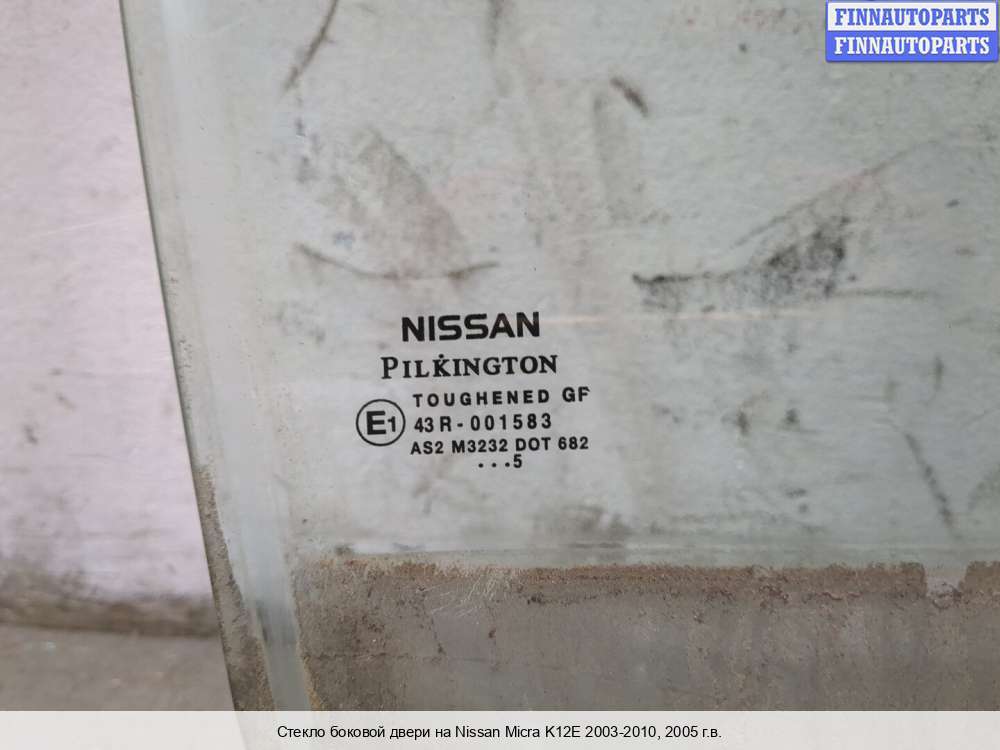 FINNAUTOPARTS
FINNAUTOPARTS
NISSAN
PILKINGTON
TOUGHENED GF
E1
43R-001583
AS2 M3232 DOT 682
...5
Стекло боковой двери на Nissan Micra K12E 2003-2010, 2005 г.в.